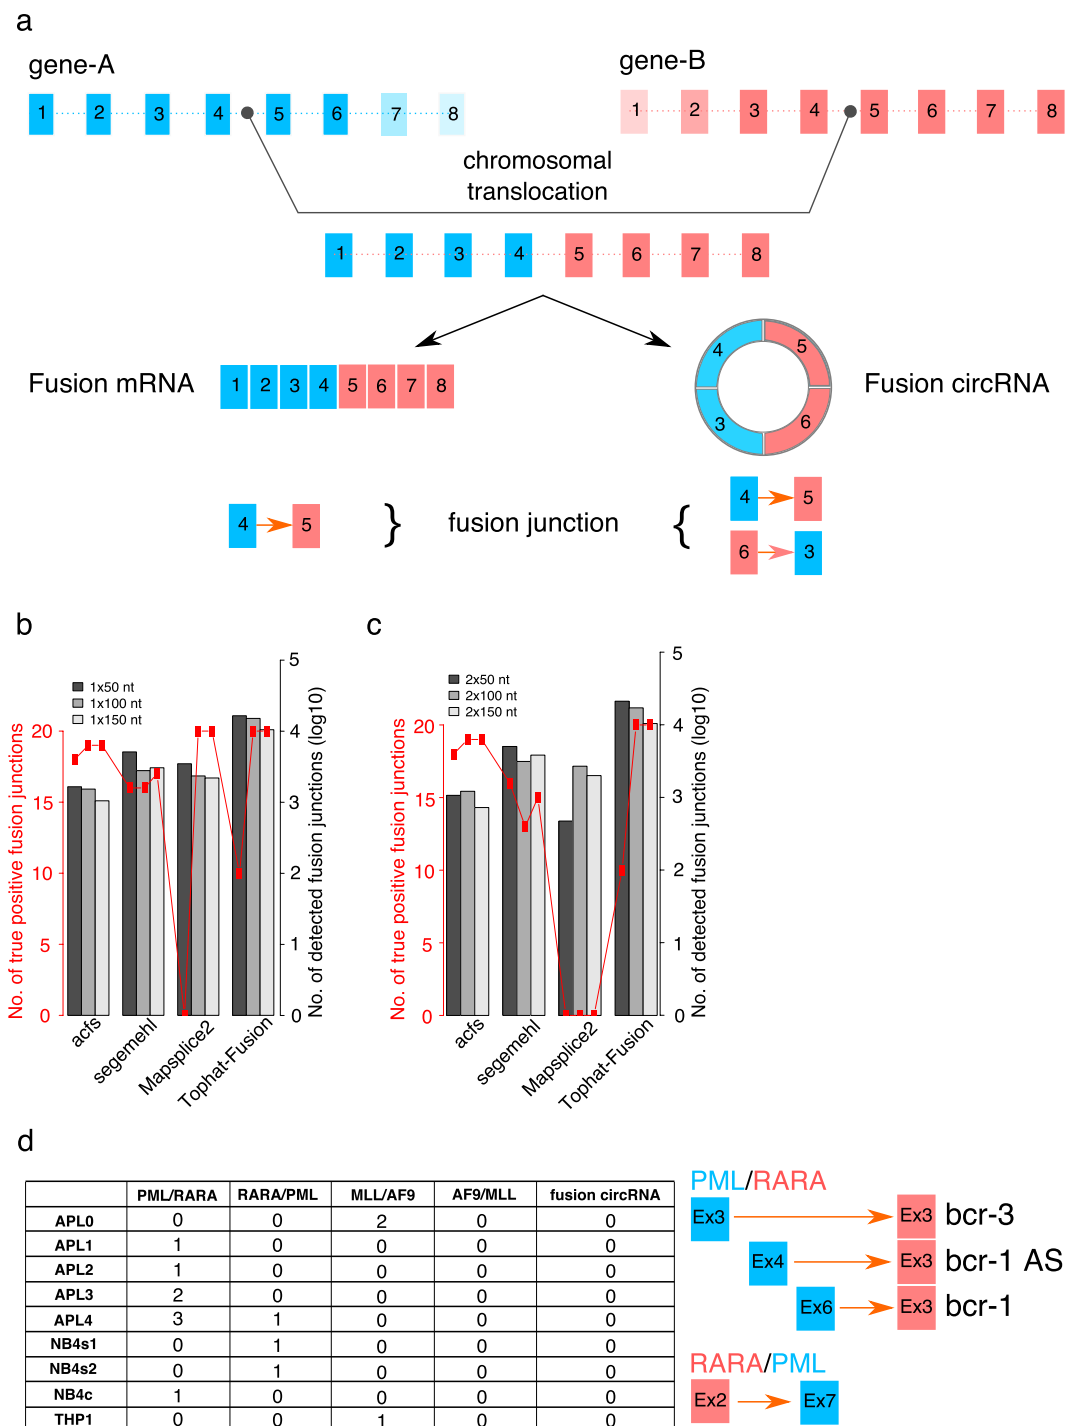 a
gene-A
gene-B
1 2 3 4 5 6 7 8
1 2 3 4 5 6 7 8
chromosomal
translocation
1 2 3 4 5 6 7 8
Fusion mRNA
1 2 3 4 5 6 7 8
4 5
3 6
Fusion circRNA
4 5
} fusion junction {
4 5
6 3
b
No. of true positive fusion junctions
0 5 10 15 20
1x50 nt
1x100 nt
1x150 nt
0 1 2 3 4 5
No. of detected fusion junctions (log10)
acfs segemehl Mapsplice2 Tophat-Fusion
c
No. of true positive fusion junctions
0 5 10 15 20
2x50 nt
2x100 nt
2x150 nt
0 1 2 3 4 5
No. of detected fusion junctions (log10)
acfs segemehl Mapsplice2 Tophat-Fusion
d
PML/RARA RARA/PML MLL/AF9 AF9/MLL fusion circRNA
APL0 0 0 2 0 0
APL1 1 0 0 0 0
APL2 1 0 0 0 0
APL3 2 0 0 0 0
APL4 3 1 0 0 0
NB4s1 0 1 0 0 0
NB4s2 0 1 0 0 0
NB4c 1 0 0 0 0
THP1 0 0 1 0 0
PML/RARA
Ex3 Ex3 bcr-3
Ex4 Ex3 bcr-1 AS
Ex6 Ex3 bcr-1
RARA/PML
Ex2 Ex7